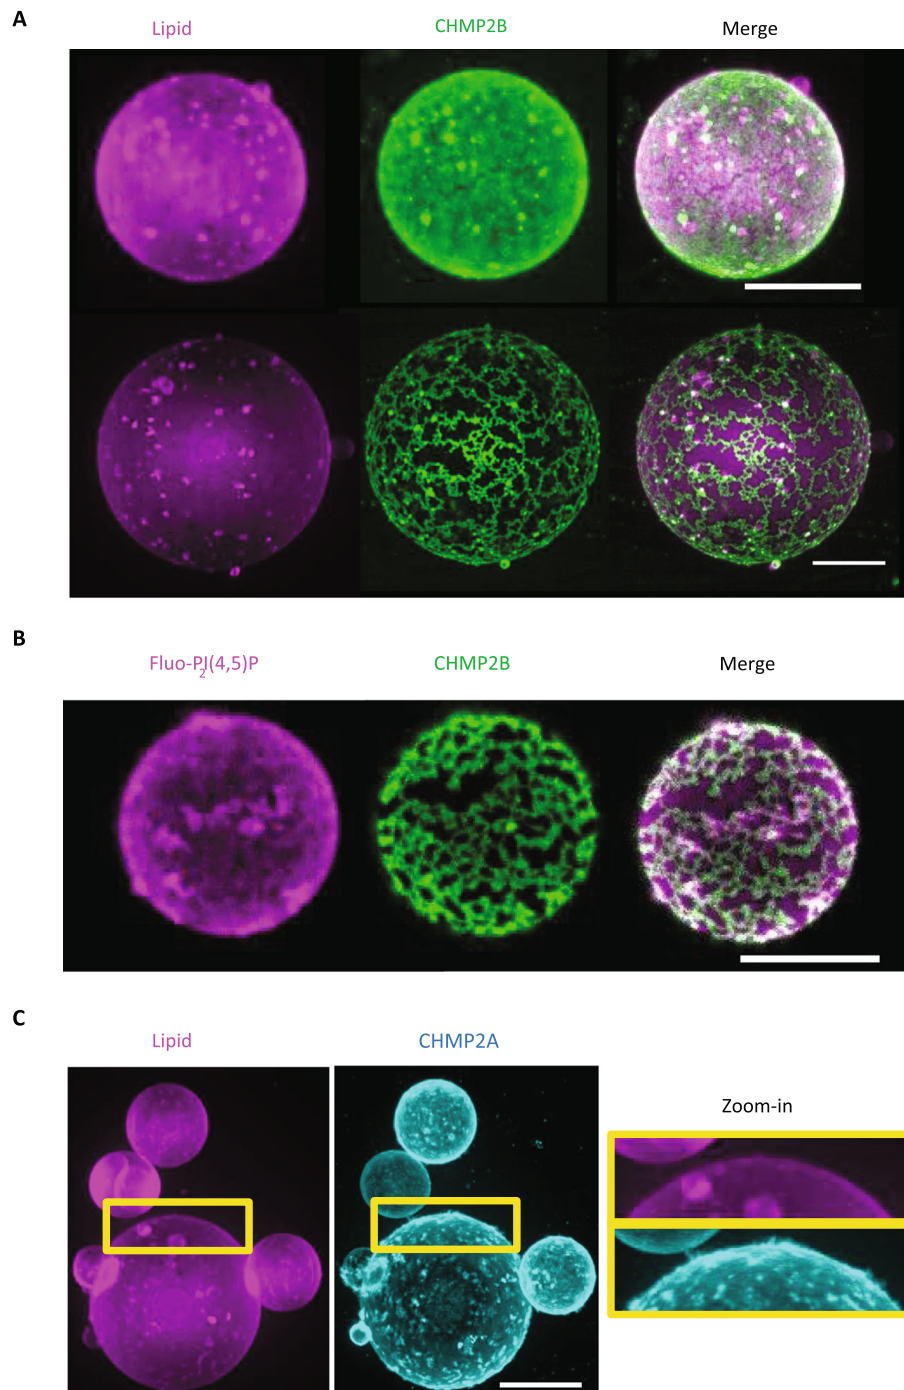 A
Lipid CHMP2B Merge
B
Fluo-PI(4,5)P
2
CHMP2B Merge
C
Lipid CHMP2A
Zoom-in